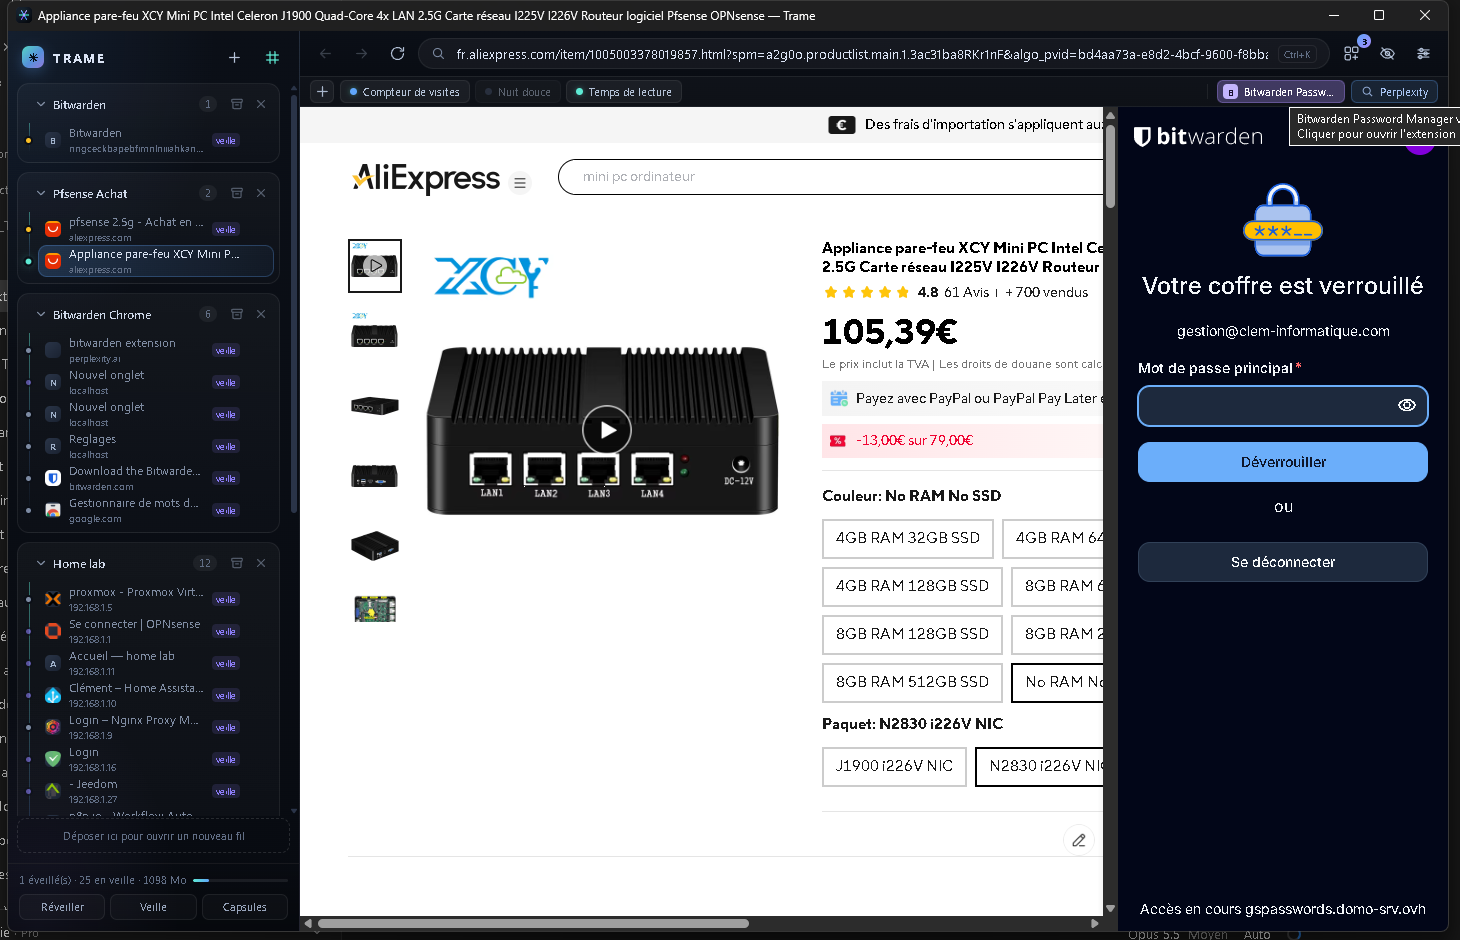 Appliance pare-feu XCY Mini PC Intel Celeron J1900 Quad-Core 4x LAN 2.5G Carte réseau I225V I226V Routeur logiciel Pfsense OPNsense — Trame
TRAME
fr.aliexpress.com/item/1005003378019857.html?spm=a2g0o.productlist.main.1.3ac31ba8RKr1nF&algo_pvid=bd4aa73a-e8d2-4bcf-9600-f8bb
Ctrl+K
3
Compteur de visites
Nuit douce
Temps de lecture
B Bitwarden Passw...
Perplexity
Bitwarden Password Manager
Cliquer pour ouvrir l'extension
Bitwarden
1
B
Bitwarden
veille
Pfsense Achat
2
pfsense 2.5g - Achat en ...
aliexpress.com
veille
Appliance pare-feu XCY Mini P...
aliexpress.com
Bitwarden Chrome
6
bitwarden extension
perplexity.ai
veille
N
Nouvel onglet
localhost
veille
N
Nouvel onglet
localhost
veille
R
Reglages
localhost
veille
Download the Bitwarde...
bitwarden.com
veille
Gestionnaire de mots d...
google.com
veille
Home lab
12
proxmox - Proxmox Virt...
192.168.1.5
veille
Se connecter | OPNsense
192.168.1.1
veille
A
Accueil — home lab
192.168.1.11
veille
Clément – Home Assista...
192.168.1.10
veille
Login – Nginx Proxy M...
192.168.1.9
veille
Login
192.168.1.16
veille
- Jeedom
192.168.1.27
veille
Déposer ici pour ouvrir un nouveau fil
1 éveillé(s) · 25 en veille · 1098 Mo
Réveiller
Veille
Capsules
€ Des frais d'importation s'appliquent aux
AliExpress
mini pc ordinateur
XCY
XCY
XCY
LAN1
LAN2
LAN3
LAN4
DC-12V
Appliance pare-feu XCY Mini PC Intel Ce
2.5G Carte réseau I225V I226V Routeur
4.8 61 Avis | +700 vendus
105,39€
Le prix inclut la TVA | Les droits de douane sont calc
Payez avec PayPal ou PayPal Pay Later
-13,00€ sur 79,00€
Couleur: No RAM No SSD
4GB RAM 32GB SSD
4GB RAM 64
4GB RAM 128GB SSD
8GB RAM 6
8GB RAM 128GB SSD
8GB RAM 2
8GB RAM 512GB SSD
No RAM No
Paquet: N2830 i226V NIC
J1900 i226V NIC
N2830 i226V NIC
bitwarden
Votre coffre est verrouillé
gestion@clem-informatique.com
Mot de passe principal *
Déverrouiller
ou
Se déconnecter
Accès en cours gspasswords.domo-srv.ovh
Opus 5.5 Moyen Auto